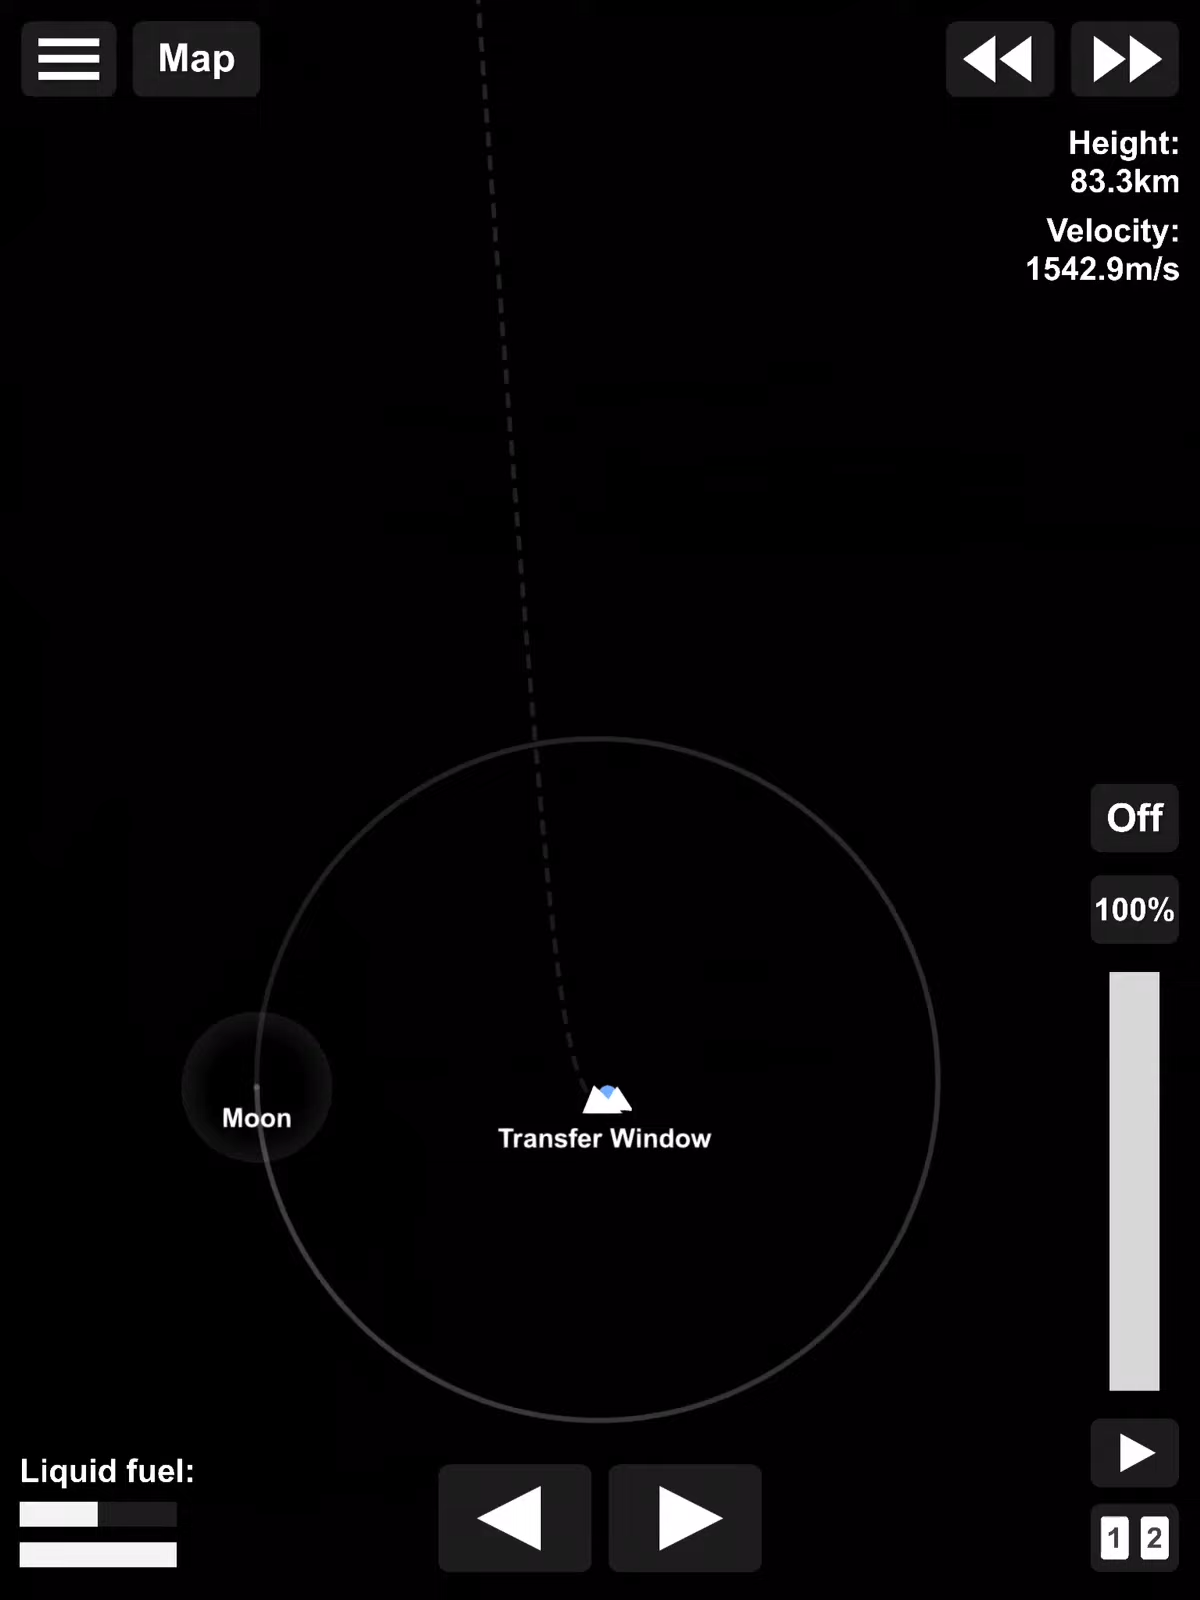 Map
Height:
83.3km
Velocity:
1542.9m/s
Off
100%
Moon
Transfer Window
Liquid fuel:
1 2